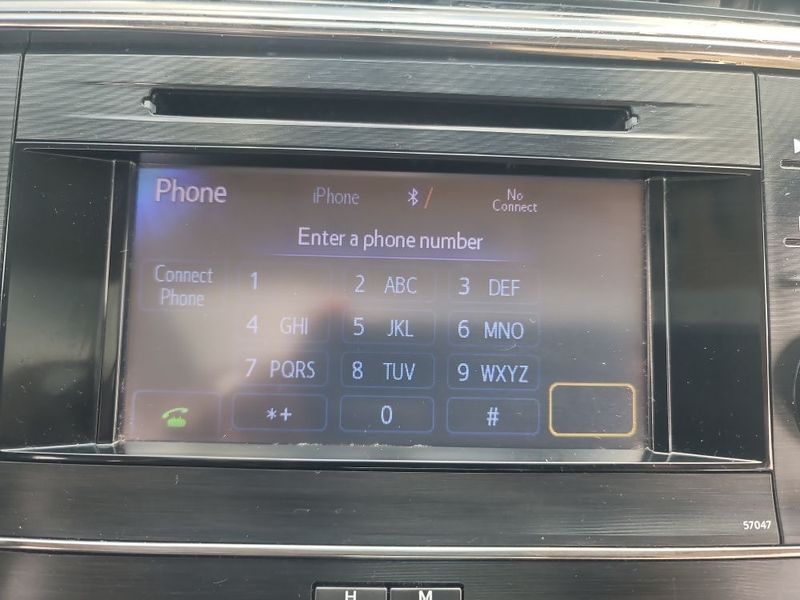 Phone iPhone No Connect
Enter a phone number
Connect Phone
1 2 ABC 3 DEF
4 GHI 5 JKL 6 MNO
7 PQRS 8 TUV 9 WXYZ
*+ 0 #
57047
H M